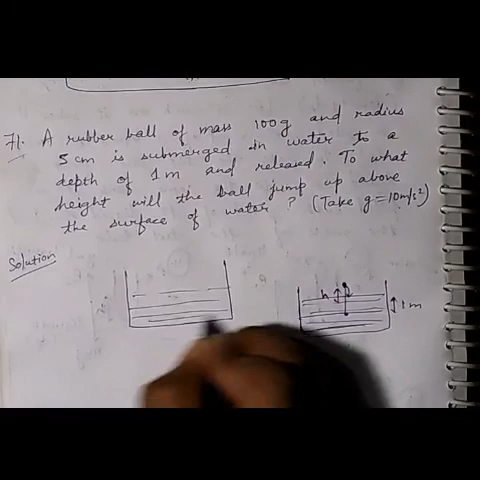 71. A rubber ball of mass 100g and radius
5 cm is submerged in water to a
depth of 1 m and released. To what
height will the ball jump up above
the surface of water? (Take g=10m/s²)
Solution
h
1m